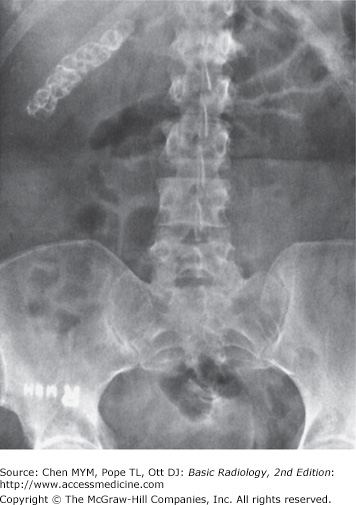 Source: Chen MYM, Pope TL, Ott DJ: Basic Radiology, 2nd Edition:
http://www.accessmedicine.com
Copyright © The McGraw-Hill Companies, Inc. All rights reserved.